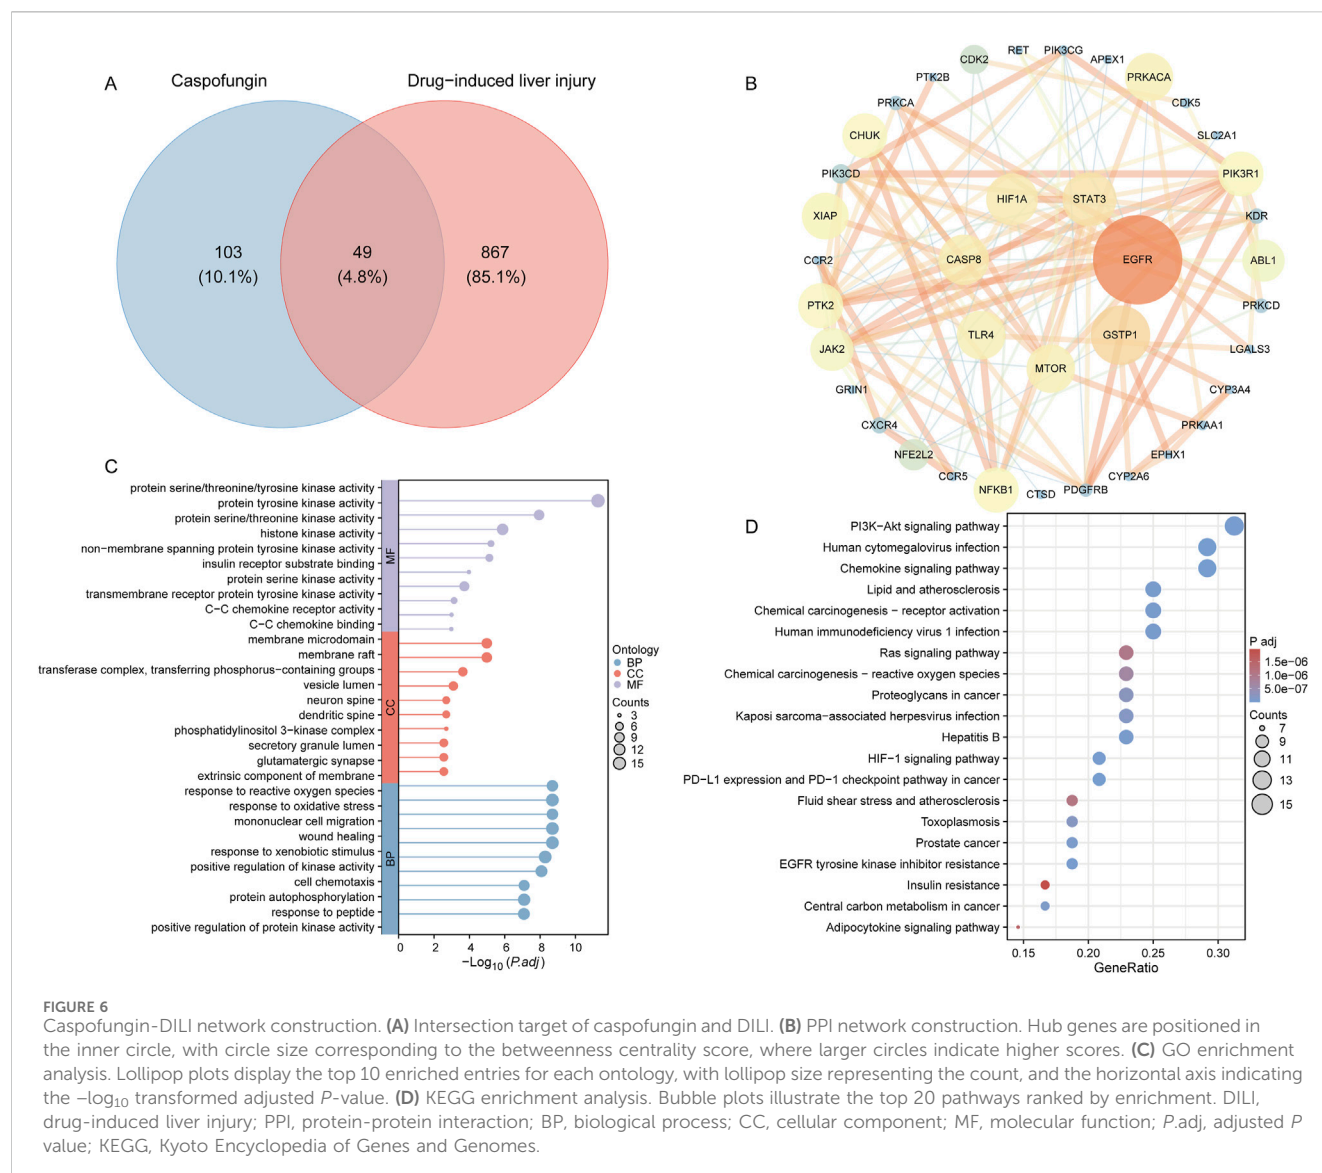 A
Caspofungin
Drug−induced liver injury
103
(10.1%)
49
(4.8%)
867
(85.1%)
B
RET
PIK3CG
CDK2
APEX1
PTK2B
PRKACA
PRKCA
CDK5
CHUK
SLC2A1
PIK3CD
PIK3R1
HIF1A
STAT3
XIAP
KDR
CCR2
CASP8
EGFR
ABL1
PTK2
PRKCD
JAK2
TLR4
GSTP1
LGALS3
MTOR
GRIN1
CYP3A4
CXCR4
PRKAA1
NFE2L2
EPHX1
CCR5
CYP2A6
NFKB1
CTSD
PDGFRB
C
protein serine/threonine/tyrosine kinase activity
protein tyrosine kinase activity
protein serine/threonine kinase activity
histone kinase activity
non−membrane spanning protein tyrosine kinase activity
insulin receptor substrate binding
protein serine kinase activity
transmembrane receptor protein tyrosine kinase activity
C−C chemokine receptor activity
C−C chemokine binding
membrane microdomain
membrane raft
transferase complex, transferring phosphorus−containing groups
vesicle lumen
neuron spine
dendritic spine
phosphatidylinositol 3−kinase complex
secretory granule lumen
glutamatergic synapse
extrinsic component of membrane
response to reactive oxygen species
response to oxidative stress
mononuclear cell migration
wound healing
response to xenobiotic stimulus
positive regulation of kinase activity
cell chemotaxis
protein autophosphorylation
response to peptide
positive regulation of protein kinase activity
MF
CC
BP
0 2 4 6 8 10
−Log10 (P.adj)
Ontology
BP
CC
MF
Counts
3
6
9
12
15
D
PI3K−Akt signaling pathway
Human cytomegalovirus infection
Chemokine signaling pathway
Lipid and atherosclerosis
Chemical carcinogenesis − receptor activation
Human immunodeficiency virus 1 infection
Ras signaling pathway
Chemical carcinogenesis − reactive oxygen species
Proteoglycans in cancer
Kaposi sarcoma−associated herpesvirus infection
Hepatitis B
HIF−1 signaling pathway
PD−L1 expression and PD−1 checkpoint pathway in cancer
Fluid shear stress and atherosclerosis
Toxoplasmosis
Prostate cancer
EGFR tyrosine kinase inhibitor resistance
Insulin resistance
Central carbon metabolism in cancer
Adipocytokine signaling pathway
0.15 0.20 0.25 0.30
GeneRatio
P adj
1.5e−06
1.0e−06
5.0e−07
Counts
7
9
11
13
15
FIGURE 6
Caspofungin-DILI network construction. (A) Intersection target of caspofungin and DILI. (B) PPI network construction. Hub genes are positioned in
the inner circle, with circle size corresponding to the betweenness centrality score, where larger circles indicate higher scores. (C) GO enrichment
analysis. Lollipop plots display the top 10 enriched entries for each ontology, with lollipop size representing the count, and the horizontal axis indicating
the –log10 transformed adjusted P-value. (D) KEGG enrichment analysis. Bubble plots illustrate the top 20 pathways ranked by enrichment. DILI,
drug-induced liver injury; PPI, protein-protein interaction; BP, biological process; CC, cellular component; MF, molecular function; P.adj, adjusted P
value; KEGG, Kyoto Encyclopedia of Genes and Genomes.